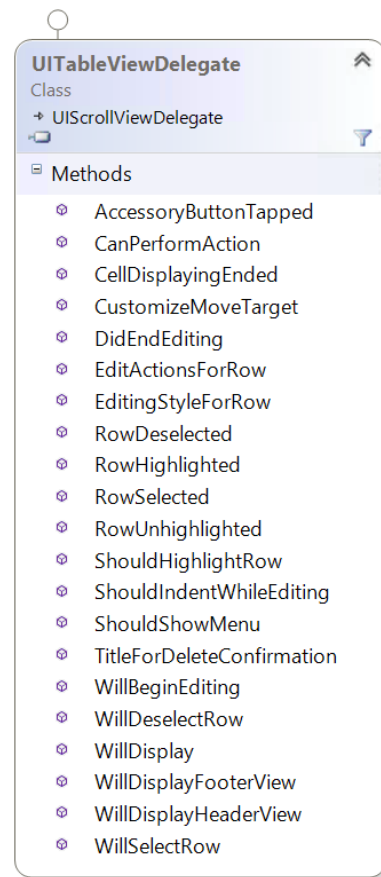 UITableViewDelegate
Class
UIScrollViewDelegate
Methods
AccessoryButtonTapped
CanPerformAction
CellDisplayingEnded
CustomizeMoveTarget
DidEndEditing
EditActionsForRow
EditingStyleForRow
RowDeselected
RowHighlighted
RowSelected
RowUnhighlighted
ShouldHighlightRow
ShouldIndentWhileEditing
ShouldShowMenu
TitleForDeleteConfirmation
WillBeginEditing
WillDeselectRow
WillDisplay
WillDisplayFooterView
WillDisplayHeaderView
WillSelectRow